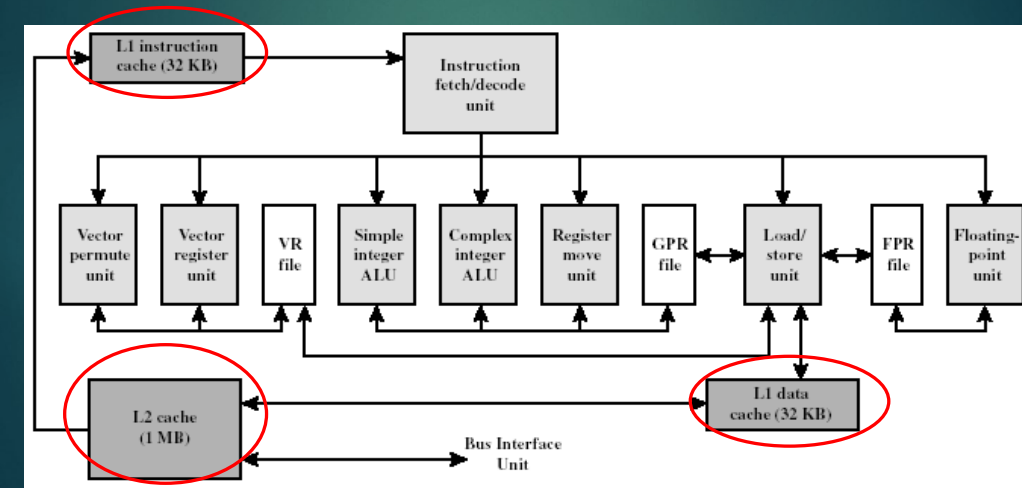 L1 instruction
cache (32 KB)
Instruction
fetch/decode
unit
Vector
permute
unit
Vector
register
unit
VR
file
Simple
integer
ALU
Complex
integer
ALU
Register
move
unit
GPR
file
Load/
store
unit
FPR
file
Floating-
point
unit
L2 cache
(1 MB)
Bus Interface
Unit
L1 data
cache (32 KB)